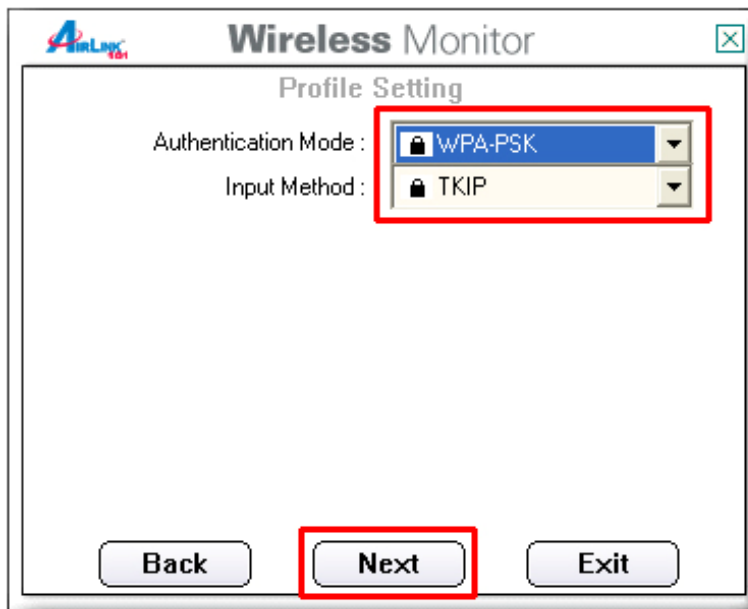 AIRLINK 101
Wireless Monitor
Profile Setting
Authentication Mode : WPA-PSK
Input Method : TKIP
Back Next Exit